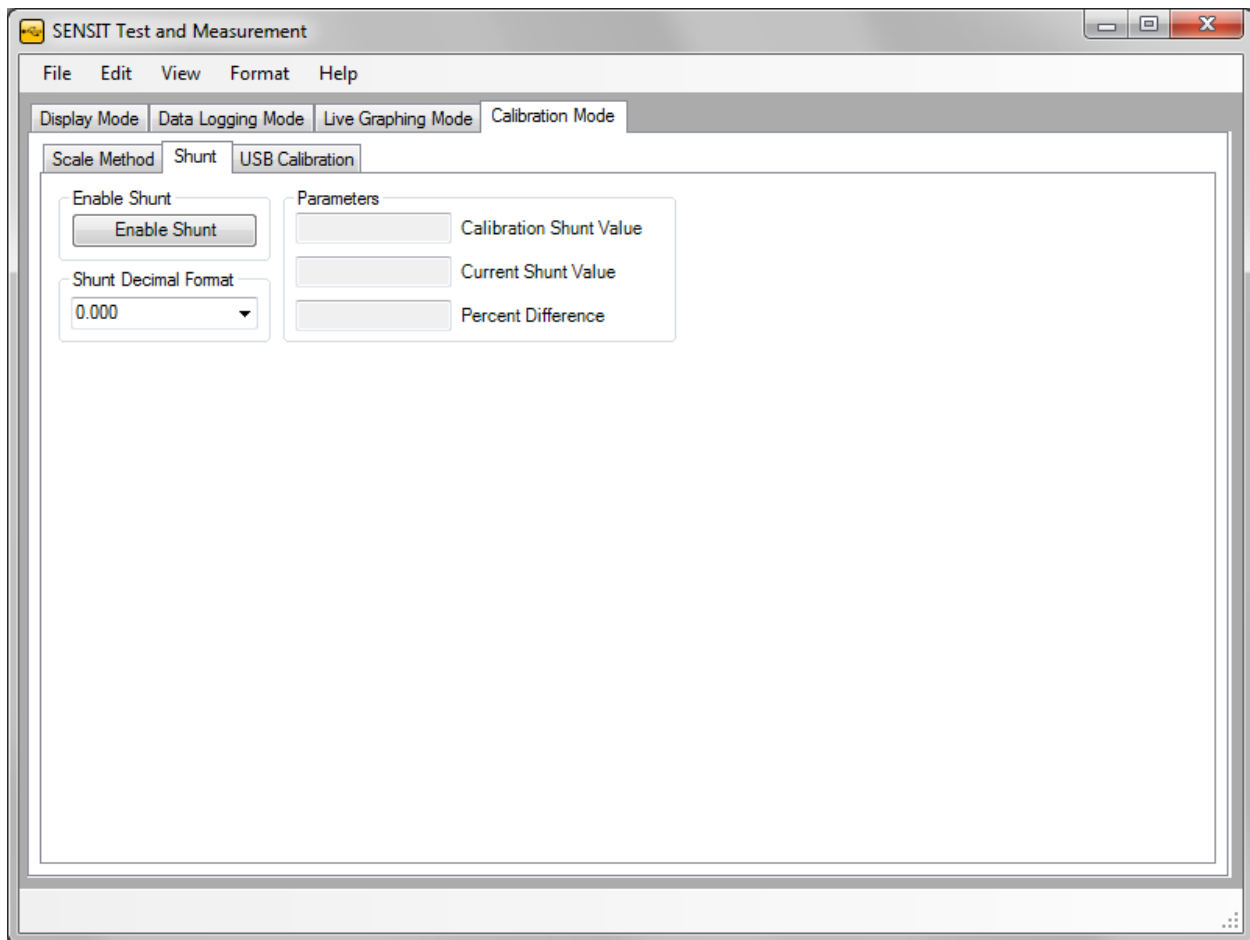 SENSIT Test and Measurement
File Edit View Format Help
Display Mode Data Logging Mode Live Graphing Mode Calibration Mode
Scale Method Shunt USB Calibration
Enable Shunt
Enable Shunt
Shunt Decimal Format
0.000
Parameters
Calibration Shunt Value
Current Shunt Value
Percent Difference